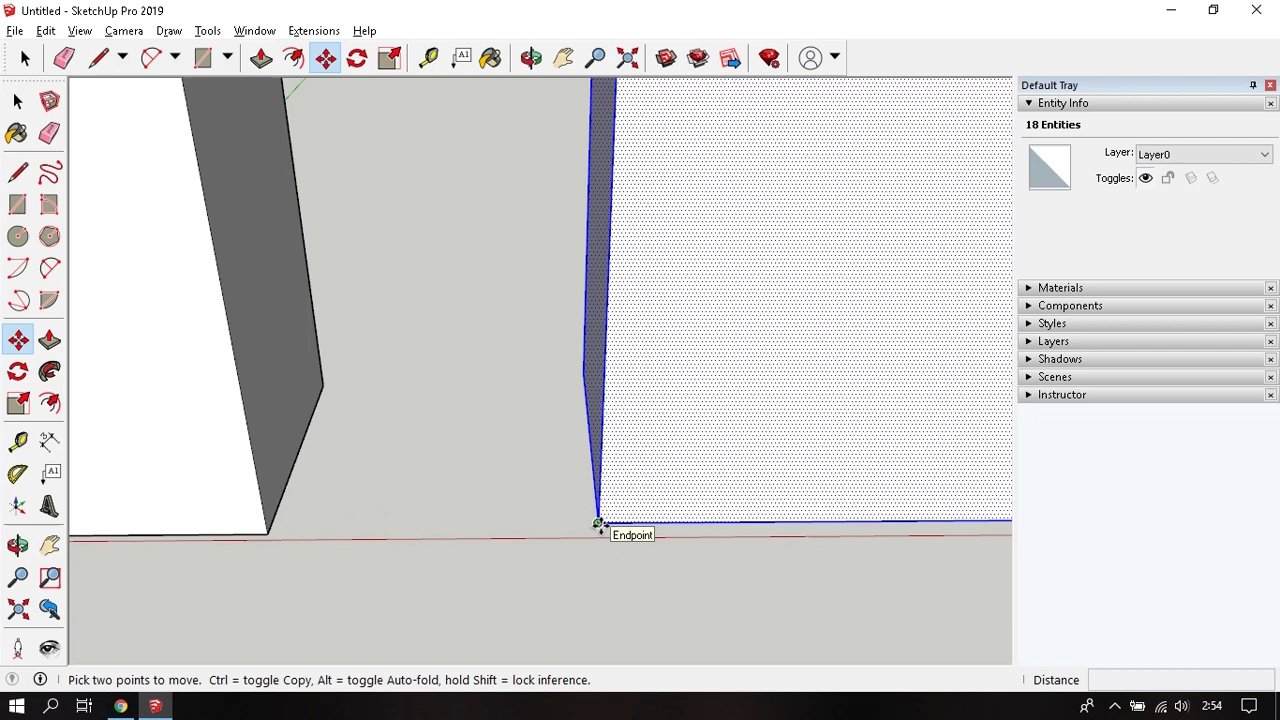 Untitled - SketchUp Pro 2019
File Edit View Camera Draw Tools Window Extensions Help
A1
Default Tray
Entity Info
18 Entities
Layer: Layer0
Toggles:
Materials
Components
Styles
Layers
Shadows
Scenes
Instructor
A1
Endpoint
Pick two points to move. Ctrl = toggle Copy, Alt = toggle Auto-fold, hold Shift = lock inference.
Distance
2:54